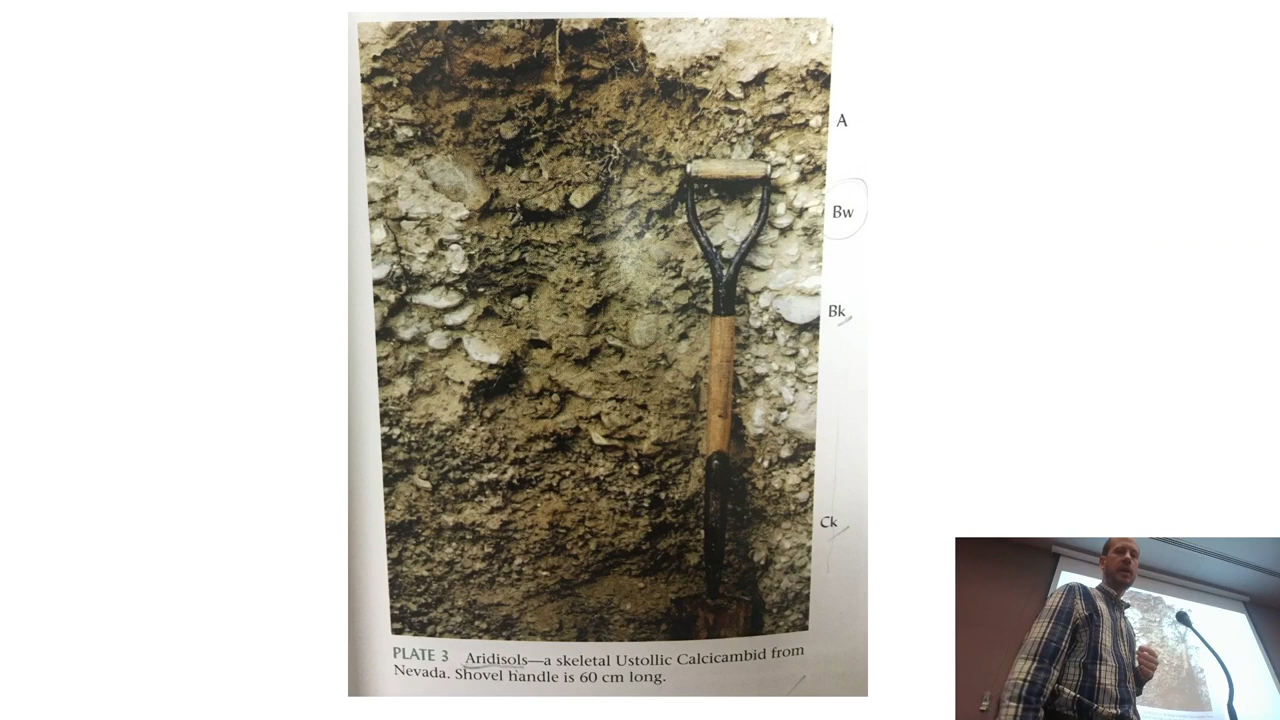 A
Bw
Bk
Ck
PLATE 3 Aridisols—a skeletal Ustollic Calcicambid from
Nevada. Shovel handle is 60 cm long.